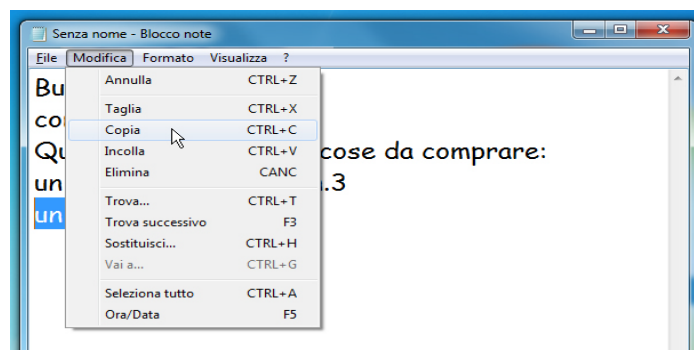 Senza nome - Blocco note
File Modifica Formato Visualizza ?
Annulla CTRL+Z
Taglia CTRL+X
Copia CTRL+C
Incolla CTRL+V
Elimina CANC
Trova... CTRL+T
Trova successivo F3
Sostituisci... CTRL+H
Vai a... CTRL+G
Seleziona tutto CTRL+A
Ora/Data F5
Bu
co
Qu cose da comprare:
un .3
un